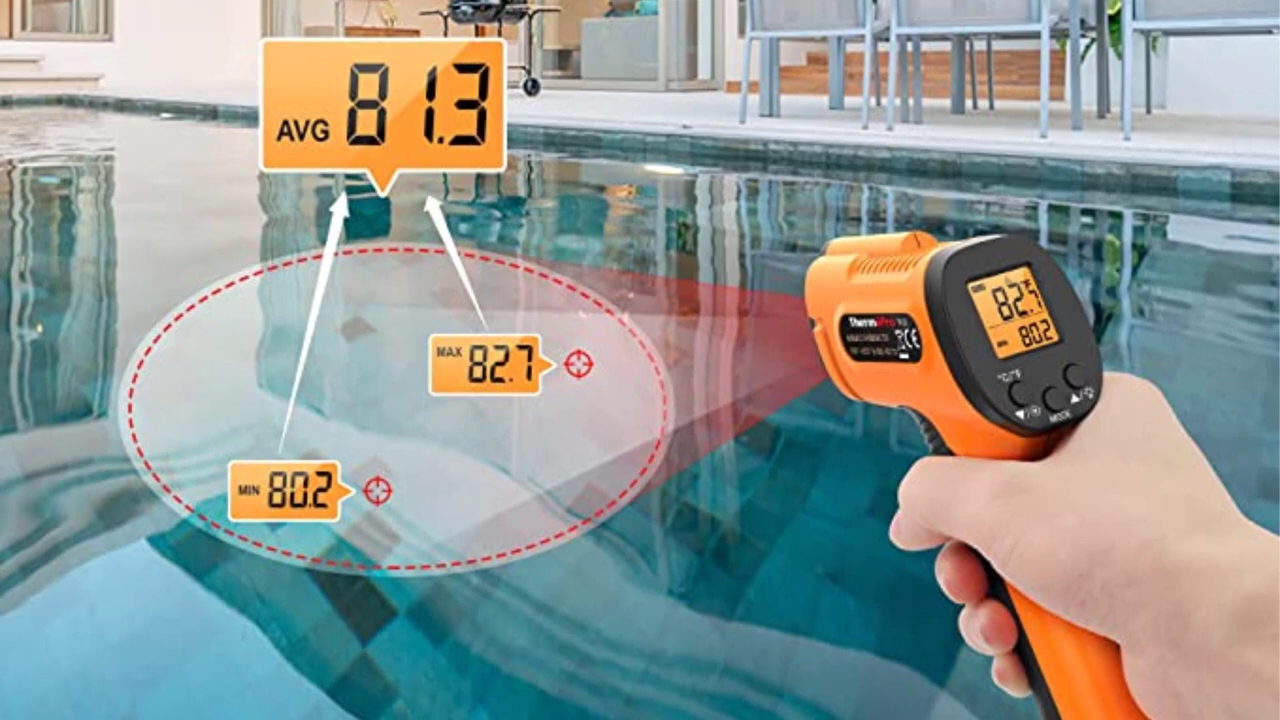 AVG 81.3
MAX 82.7
MIN 80.2
ThermoPro
82.7
80.2
°C/°F
MODE